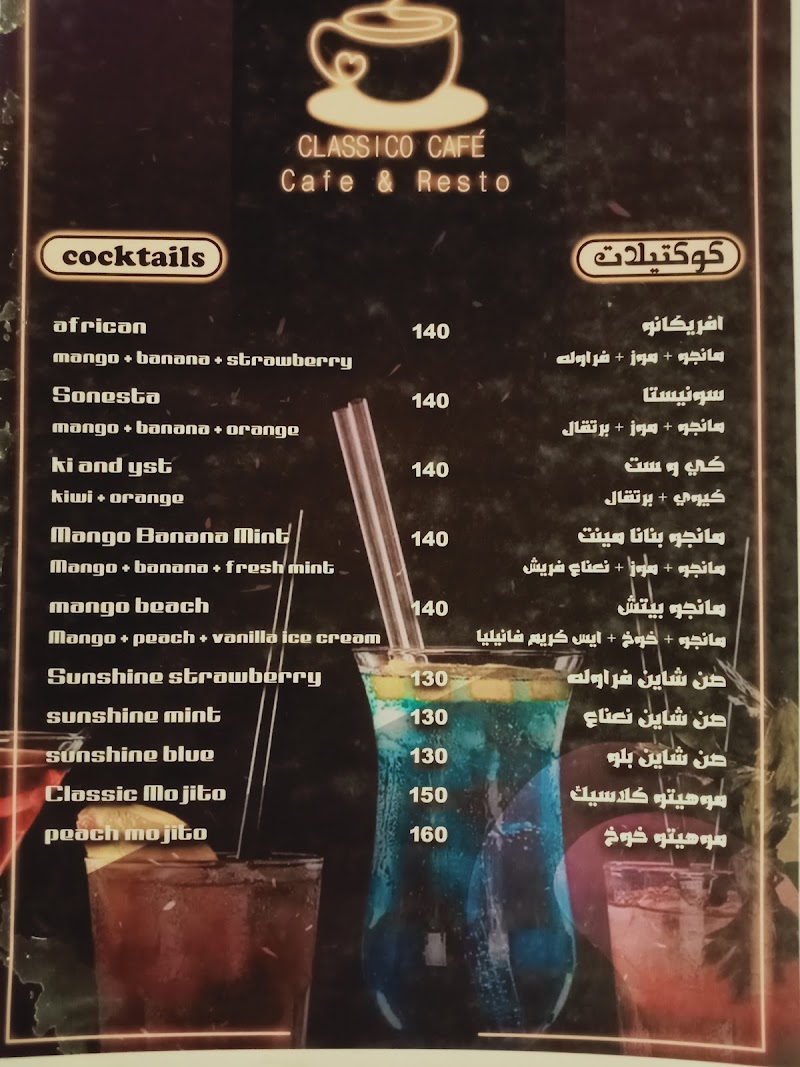 CLASSICO CAFÉ
Cafe & Resto
cocktails كوكتيلات
african 140 افريكانو
mango + banana + strawberry مانجو + موز + فراوله
Sonesta 140 سونيستا
mango + banana + orange مانجو + موز + برتقال
ki and yst 140 كي و ست
kiwi + orange كيوي + برتقال
Mango Banana Mint 140 مانجو بنانا مينت
Mango + banana + fresh mint مانجو + موز + نعناع فريش
mango beach 140 مانجو بيتش
Mango + peach + vanilla ice cream مانجو + خوخ + ايس كريم فانيليا
Sunshine strawberry 130 صن شاين فراوله
sunshine mint 130 صن شاين نعناع
sunshine blue 130 صن شاين بلو
Classic Mojito 150 موهيتو كلاسيك
peach mojito 160 موهيتو خوخ